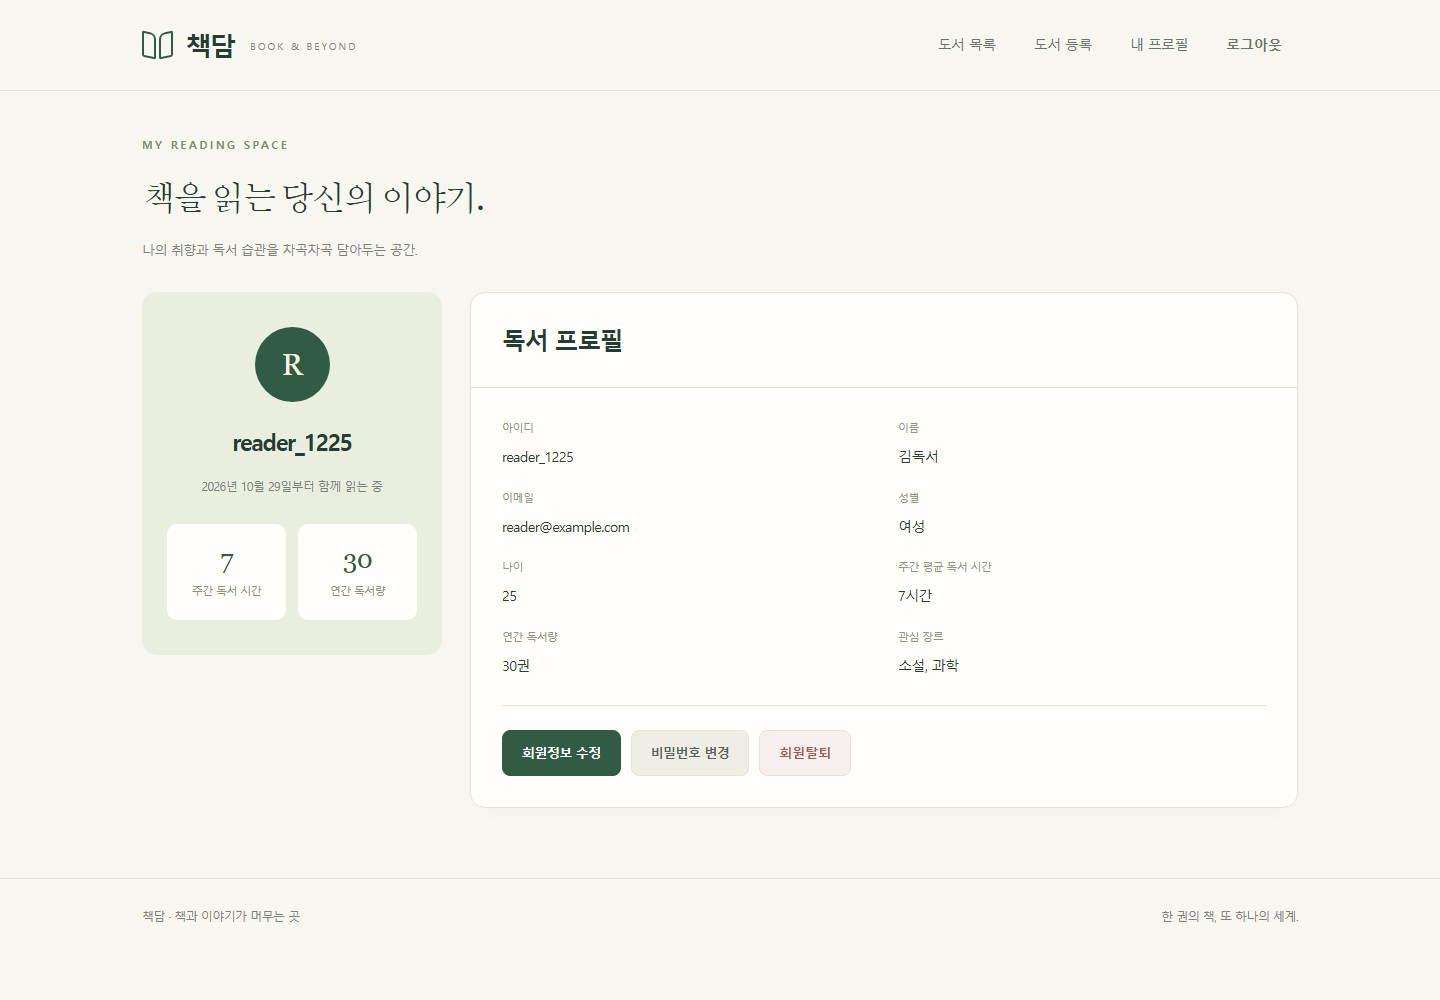 책담 BOOK & BEYOND
도서 목록 도서 등록 내 프로필 로그아웃
MY READING SPACE
책을 읽는 당신의 이야기.
나의 취향과 독서 습관을 차곡차곡 담아두는 공간.
R
reader_1225
2026년 10월 29일부터 함께 읽는 중
7
주간 독서 시간
30
연간 독서량
독서 프로필
아이디
reader_1225
이름
김독서
이메일
reader@example.com
성별
여성
나이
25
주간 평균 독서 시간
7시간
연간 독서량
30권
관심 장르
소설, 과학
회원정보 수정 비밀번호 변경 회원탈퇴
책담 · 책과 이야기가 머무는 곳
한 권의 책, 또 하나의 세계.